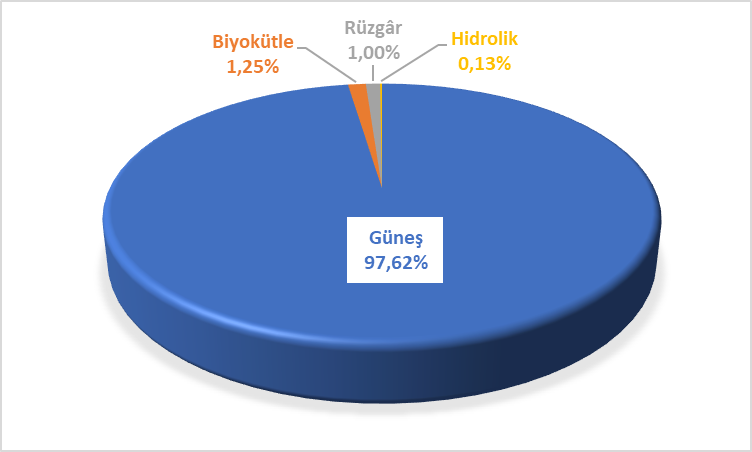 Biyokütle
1,25%
Rüzgâr
1,00%
Hidrolik
0,13%
Güneş
97,62%